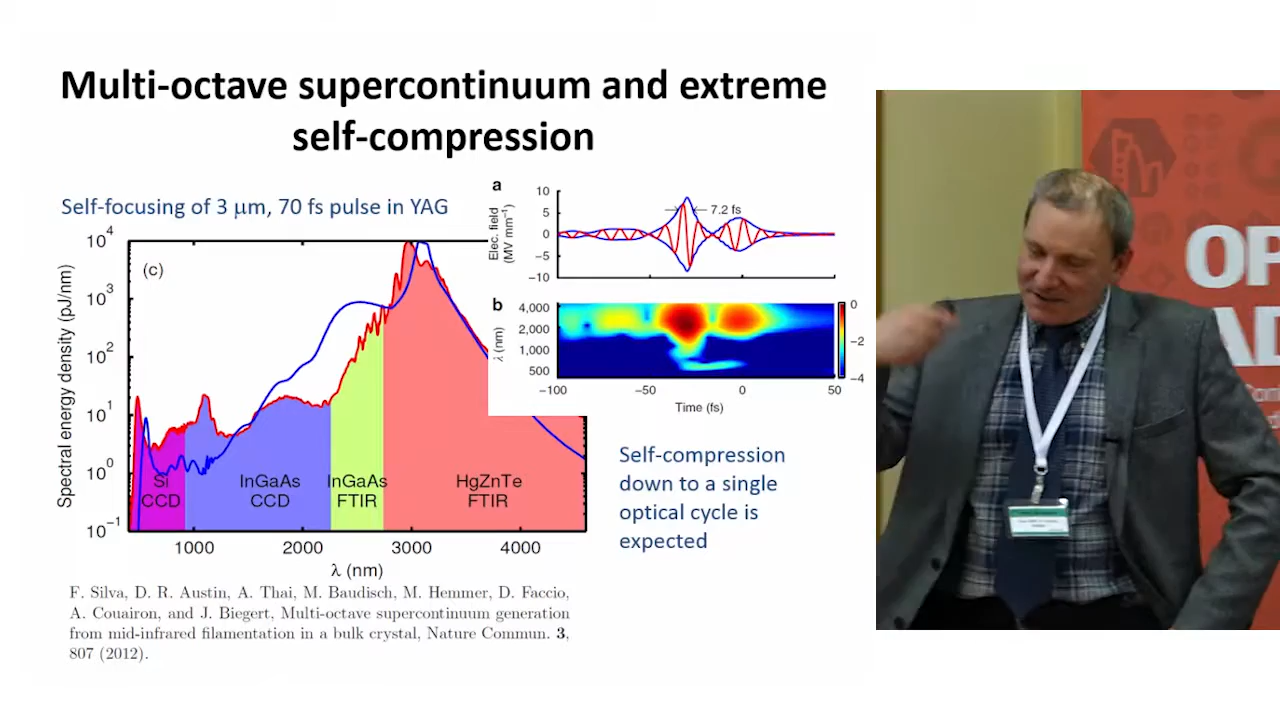 Multi-octave supercontinuum and extreme
self-compression
Self-focusing of 3 μm, 70 fs pulse in YAG
(c)
Spectral energy density (pJ/nm)
10⁴
10³
10²
10¹
10⁰
10⁻¹
Si
CCD
InGaAs
CCD
InGaAs
FTIR
HgZnTe
FTIR
1000
2000
3000
4000
λ (nm)
a
Elec. field
(MV mm⁻¹)
10
5
0
−5
−10
7.2 fs
b
λ (nm)
4,000
2,000
1,000
500
0
−2
−4
−100
−50
0
50
Time (fs)
Self-compression
down to a single
optical cycle is
expected
F. Silva, D. R. Austin, A. Thai, M. Baudisch, M. Hemmer, D. Faccio,
A. Couairon, and J. Biegert, Multi-octave supercontinuum generation
from mid-infrared filamentation in a bulk crystal, Nature Commun. 3,
807 (2012).
OP
AD